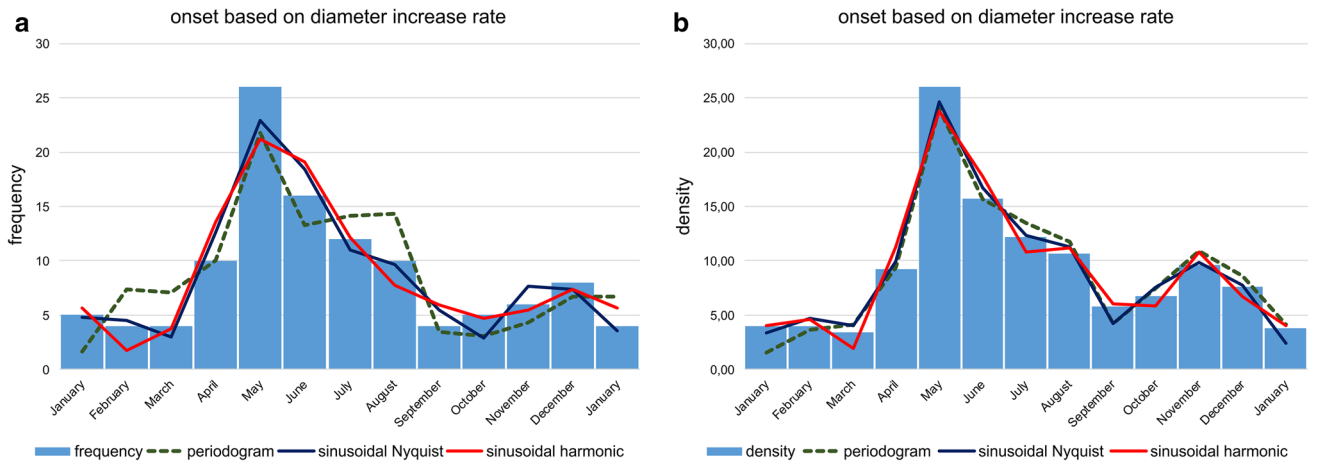 a
onset based on diameter increase rate
frequency
30
25
20
15
10
5
0
January
February
March
April
May
June
July
August
September
October
November
December
January
frequency periodogram sinusoidal Nyquist sinusoidal harmonic
b
onset based on diameter increase rate
density
30,00
25,00
20,00
15,00
10,00
5,00
0,00
January
February
March
April
May
June
July
August
September
October
November
December
January
density periodogram sinusoidal Nyquist sinusoidal harmonic